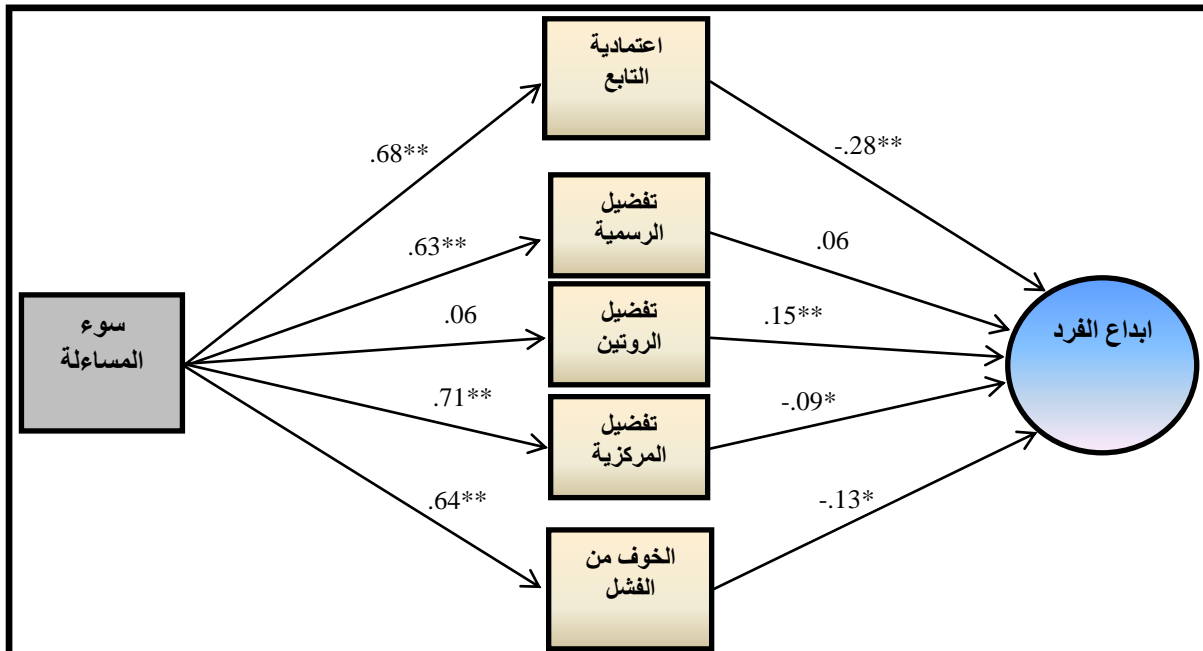 اعتمادية
التابع
.68**
-.28**
تفضيل
الرسمية
.63**
.06
سوء
المساءلة
.06
تفضيل
الروتين
.15**
ابداع الفرد
.71**
تفضيل
المركزية
-.09*
.64**
الخوف من
الفشل
-.13*